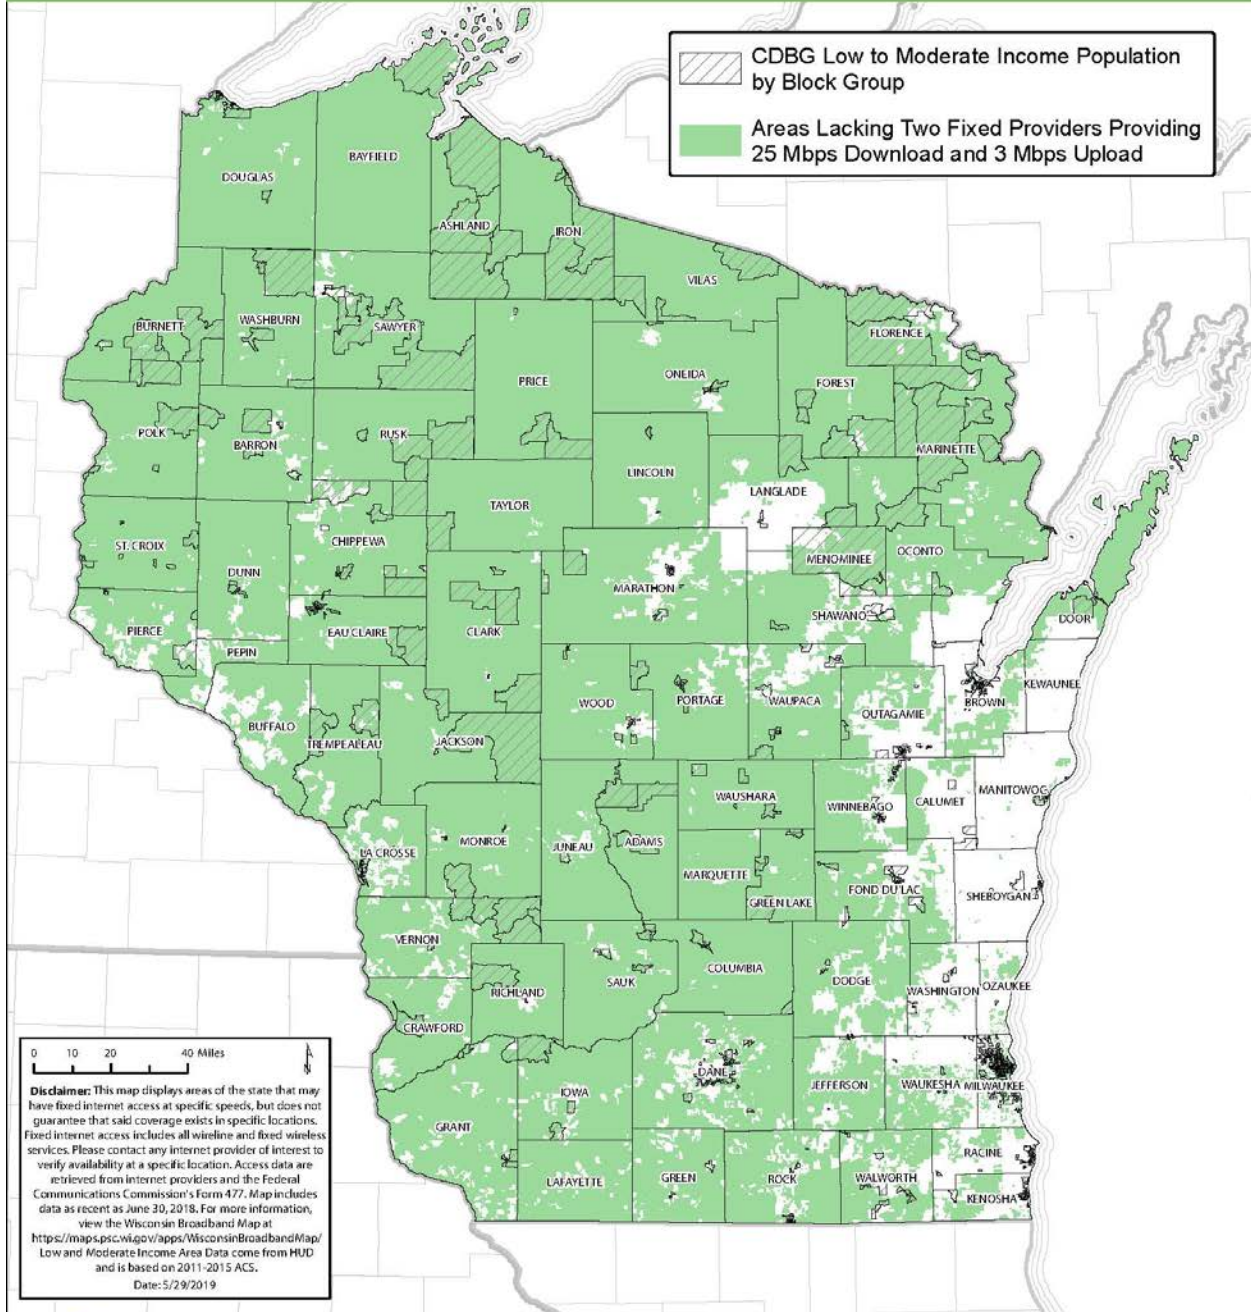 CDBG Low to Moderate Income Population
by Block Group
Areas Lacking Two Fixed Providers Providing
25 Mbps Download and 3 Mbps Upload
BAYFIELD
DOUGLAS
ASHLAND
IRON
VILAS
BURNETT
WASHBURN
SAWYER
FLORENCE
PRICE
ONEIDA
FOREST
POLK
BARRON
RUSK
MARINETTE
LINCOLN
LANGLADE
TAYLOR
CHIPPEWA
ST. CROIX
DUNN
MENOMINEE
OCONTO
MARATHON
SHAWANO
PIERCE
EAU CLAIRE
CLARK
DOOR
PEPIN
KEWAUNEE
WOOD
PORTAGE
WAUPACA
OUTAGAMIE
BROWN
BUFFALO
TREMPEALEAU
JACKSON
WAUSHARA
WINNEBAGO
CALUMET
MANITOWOC
LA CROSSE
MONROE
JUNEAU
ADAMS
MARQUETTE
GREEN LAKE
FOND DU LAC
SHEBOYGAN
VERNON
RICHLAND
SAUK
COLUMBIA
DODGE
WASHINGTON
OZAUKEE
CRAWFORD
DANE
JEFFERSON
WAUKESHA
MILWAUKEE
IOWA
GRANT
LAFAYETTE
GREEN
ROCK
WALWORTH
RACINE
KENOSHA
0 10 20 40 Miles
N
Disclaimer: This map displays areas of the state that may
have fixed internet access at specific speeds, but does not
guarantee that said coverage exists in specific locations.
Fixed internet access includes all wireline and fixed wireless
services. Please contact any internet provider of interest to
verify availability at a specific location. Access data are
retrieved from internet providers and the Federal
Communications Commission's Form 477. Map includes
data as recent as June 30, 2018. For more information,
view the Wisconsin Broadband Map at
https://maps.psc.wi.gov/apps/WisconsinBroadbandMap/
Low and Moderate Income Area Data come from HUD
and is based on 2011-2015 ACS.
Date: 5/29/2019